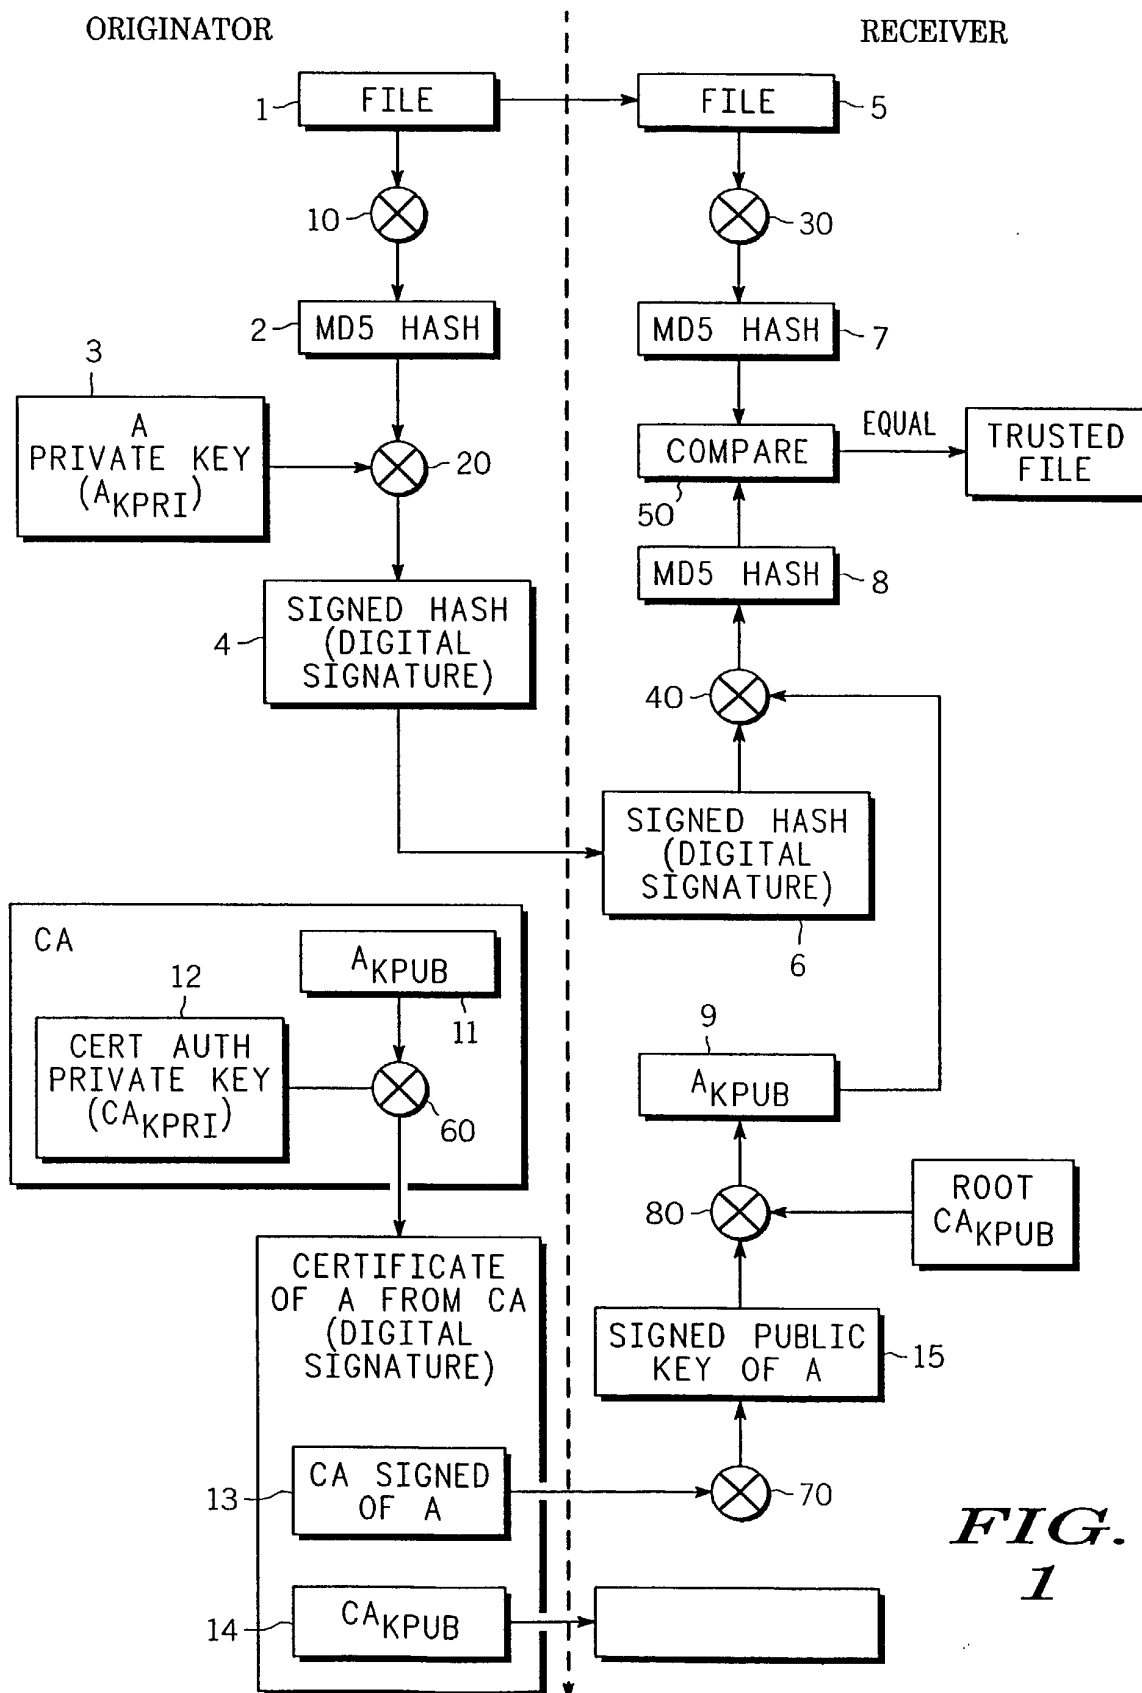 ORIGINATOR
RECEIVER
1
FILE
FILE
5
10
30
2
MD5 HASH
MD5 HASH
7
3
A
PRIVATE KEY
(AKPRI)
20
COMPARE
50
EQUAL
TRUSTED
FILE
MD5 HASH
8
4
SIGNED HASH
(DIGITAL
SIGNATURE)
40
SIGNED HASH
(DIGITAL
SIGNATURE)
6
CA
AKPUB
11
12
CERT AUTH
PRIVATE KEY
(CAKPRI)
60
9
AKPUB
80
ROOT
CAKPUB
CERTIFICATE
OF A FROM CA
(DIGITAL
SIGNATURE)
SIGNED PUBLIC
KEY OF A
15
13
CA SIGNED
OF A
70
14
CAKPUB
FIG.
1